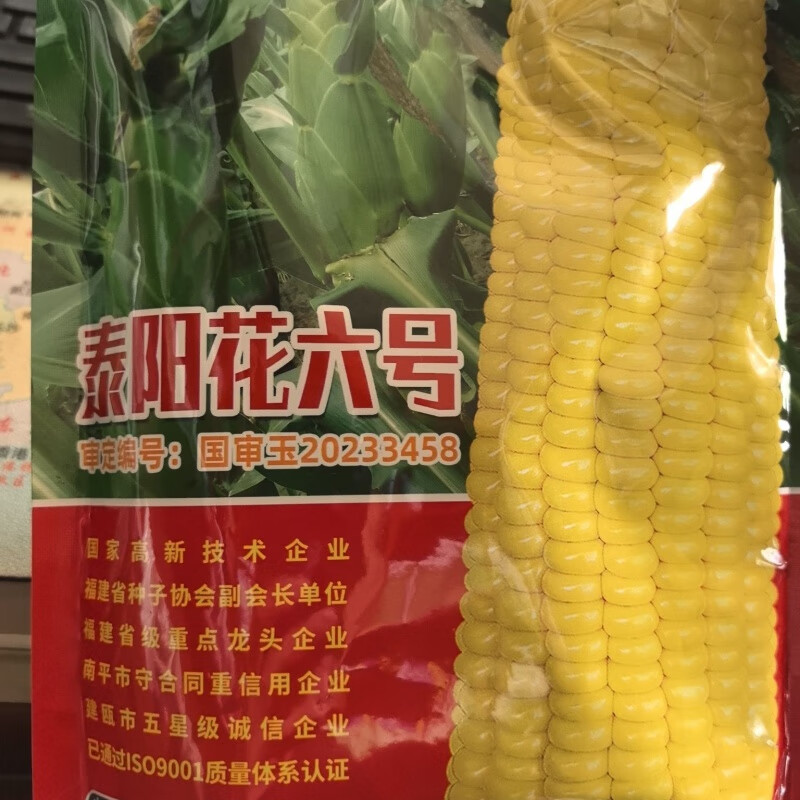 泰阳花六号
审定编号：国审玉20233458
国家高新技术企业
福建省种子协会副会长单位
福建省级重点龙头企业
南平市守合同重信用企业
建瓯市五星级诚信企业
已通过ISO9001质量体系认证
香港